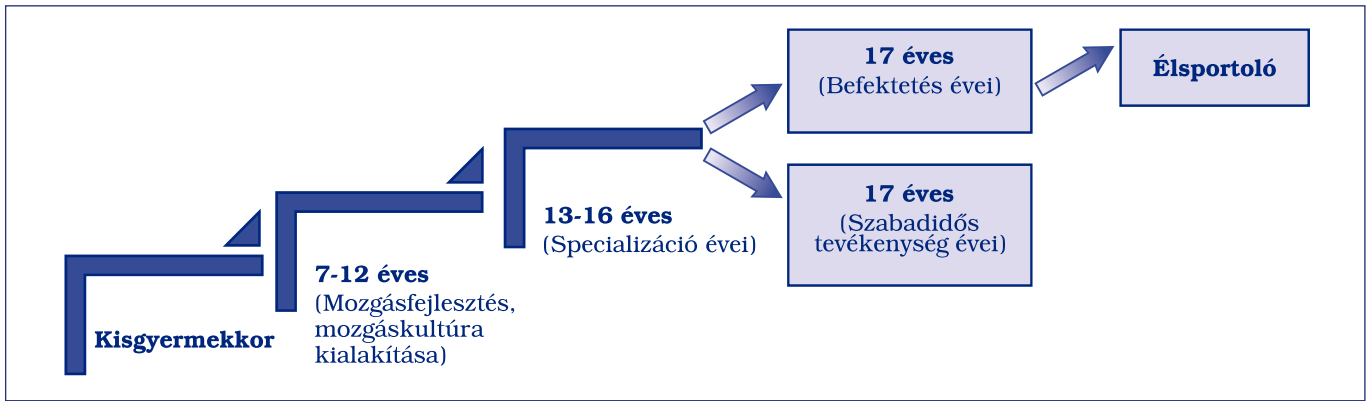 Kisgyermekkor
7-12 éves
(Mozgásfejlesztés,
mozgáskultúra
kialakítása)
13-16 éves
(Specializáció évei)
17 éves
(Befektetés évei)
Élsportoló
17 éves
(Szabadidős
tevékenység évei)